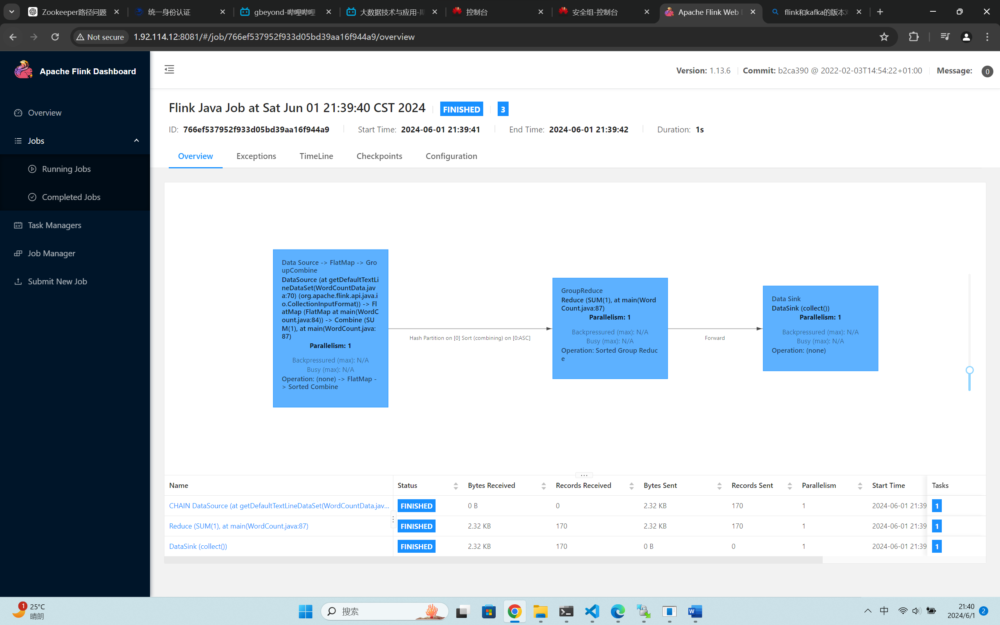 Zookeeper路径问题
统一身份认证
gbeyond-哔哩哔哩
大数据技术与应用-
控制台
安全组-控制台
Apache Flink Web
flink和kafka的版本
Not secure
1.92.114.12:8081/#/job/766ef537952f933d05bd39aa16f944a9/overview
Apache Flink Dashboard
Version: 1.13.6 Commit: b2ca390 @ 2022-02-03T14:54:22+01:00 Message: 0
Overview
Jobs
Running Jobs
Completed Jobs
Task Managers
Job Manager
Submit New Job
Flink Java Job at Sat Jun 01 21:39:40 CST 2024 FINISHED 3
ID: 766ef537952f933d05bd39aa16f944a9 Start Time: 2024-06-01 21:39:41 End Time: 2024-06-01 21:39:42 Duration: 1s
Overview Exceptions TimeLine Checkpoints Configuration
Data Source -> FlatMap -> Gro
upCombine
DataSource (at getDefaultTextLi
neDataSet(WordCountData.jav
a:70) (org.apache.flink.api.java.i
o.CollectionInputFormat)) -> Fl
atMap (FlatMap at main(WordC
ount.java:84)) -> Combine (SU
M(1), at main(WordCount.java:
87)
Parallelism: 1
Backpressured (max): N/A
Busy (max): N/A
Operation: (none) -> FlatMap -
> Sorted Combine
Hash Partition on [0] Sort (combining) on [0:ASC]
GroupReduce
Reduce (SUM(1), at main(Word
Count.java:87)
Parallelism: 1
Backpressured (max): N/A
Busy (max): N/A
Operation: Sorted Group Reduc
e
Forward
Data Sink
DataSink (collect())
Parallelism: 1
Backpressured (max): N/A
Busy (max): N/A
Operation: (none)
Name Status Bytes Received Records Received Bytes Sent Records Sent Parallelism Start Time Tasks
CHAIN DataSource (at getDefaultTextLineDataSet(WordCountData.jav... FINISHED 0 B 0 2.32 KB 170 1 2024-06-01 21:39 1
Reduce (SUM(1), at main(WordCount.java:87) FINISHED 2.32 KB 170 2.32 KB 170 1 2024-06-01 21:39 1
DataSink (collect()) FINISHED 2.32 KB 170 0 B 0 1 2024-06-01 21:39 1
1
25°C
晴朗
搜索
W
中
21:40
2024/6/1
2